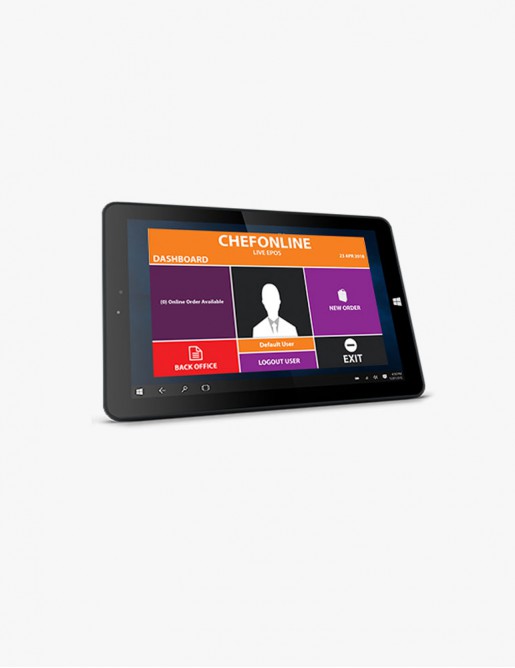 CHEFONLINE
LIVE EPOS
DASHBOARD
25 APR 2016
(0) Online Order Available
NEW ORDER
Default User
BACK OFFICE
LOGOUT USER
EXIT